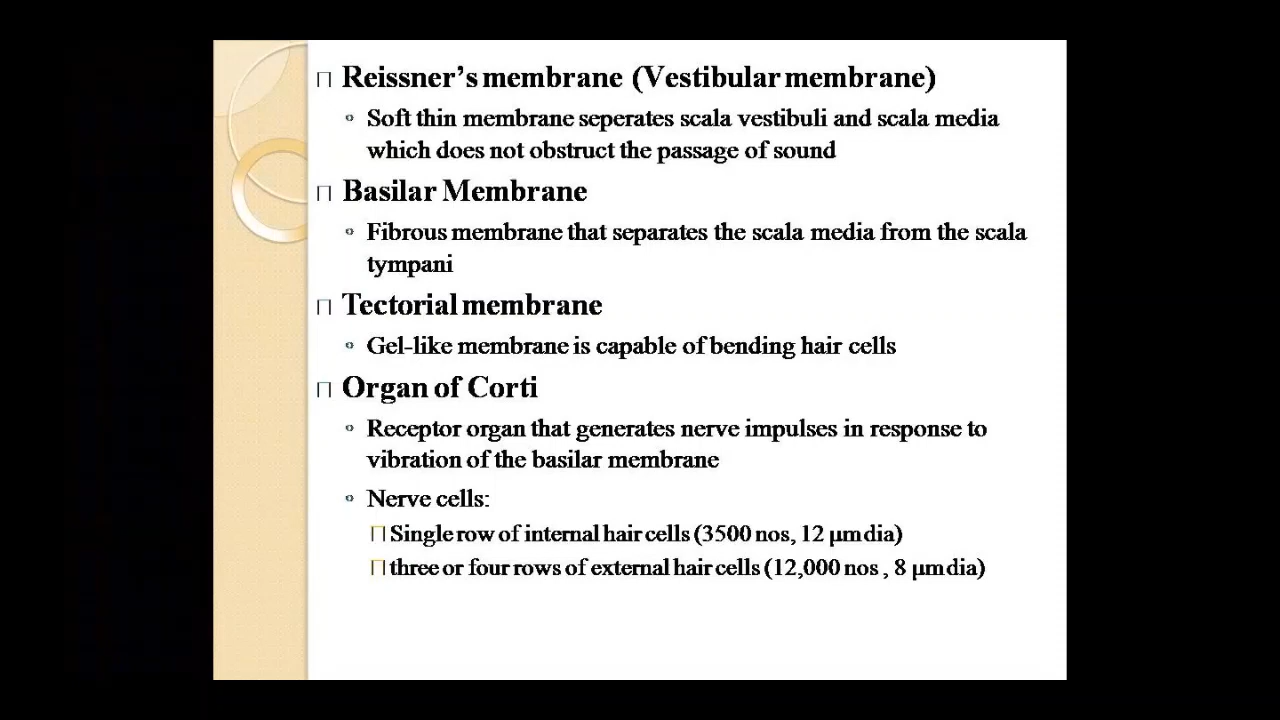 Reissner's membrane (Vestibular membrane)
Soft thin membrane seperates scala vestibuli and scala media
which does not obstruct the passage of sound
Basilar Membrane
Fibrous membrane that separates the scala media from the scala
tympani
Tectorial membrane
Gel-like membrane is capable of bending hair cells
Organ of Corti
Receptor organ that generates nerve impulses in response to
vibration of the basilar membrane
Nerve cells:
Single row of internal hair cells (3500 nos, 12 μm dia)
three or four rows of external hair cells (12,000 nos , 8 μm dia)